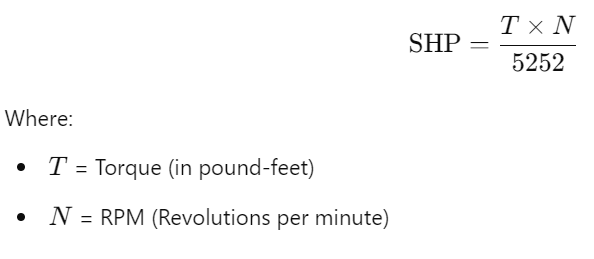 SHP = T × N / 5252
Where:
• T = Torque (in pound-feet)
• N = RPM (Revolutions per minute)